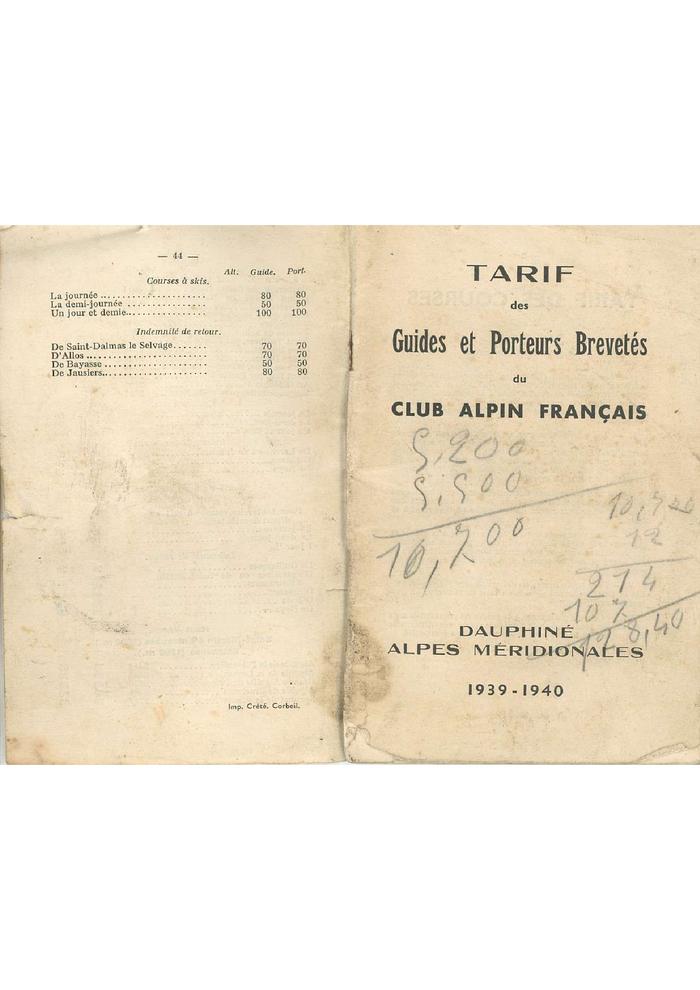 — 44 —
Alt. Guide. Port.
Courses à skis.
La journée ........................ 80 80
La demi-journée .................. 50 50
Un jour et demie.................. 100 100
Indemnité de retour.
De Saint-Dalmas le Selvage....... 70 70
D'Allos ........................... 70 70
De Bayasse ....................... 50 50
De Jausiers....................... 80 80
Imp. Crété. Corbeil.
TARIF
des
Guides et Porteurs Brevetés
du
CLUB ALPIN FRANÇAIS
5,200
5,500
10,700
10,700
12
214
107
128,40
DAUPHINÉ
ALPES MÉRIDIONALES
1939-1940